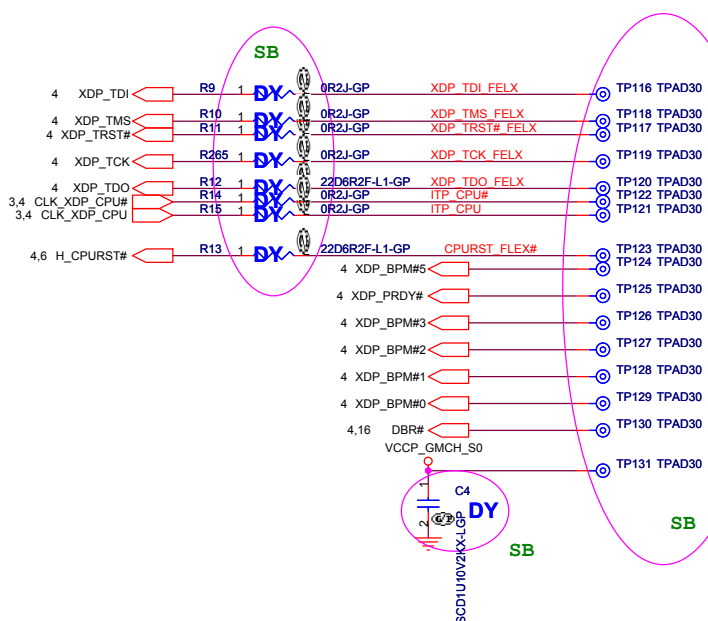 SB
4 XDP_TDI R9 1 DY 0R2J-GP XDP_TDI_FELX TP116 TPAD30
4 XDP_TMS R10 1 0R2J-GP XDP_TMS_FELX TP118 TPAD30
4 XDP_TRST# R11 1 DY 0R2J-GP XDP_TRST#_FELX TP117 TPAD30
4 XDP_TCK R265 1 DY 0R2J-GP XDP_TCK_FELX TP119 TPAD30
4 XDP_TDO R12 1 DY 22D6R2F-L1-GP XDP_TDO_FELX TP120 TPAD30
3,4 CLK_XDP_CPU# R14 1 DY 0R2J-GP ITP_CPU# TP122 TPAD30
3,4 CLK_XDP_CPU R15 1 DY 0R2J-GP ITP_CPU TP121 TPAD30
4,6 H_CPURST# R13 1 DY 22D6R2F-L1-GP CPURST_FLEX# TP123 TPAD30
4 XDP_BPM#5 TP124 TPAD30
4 XDP_PRDY# TP125 TPAD30
4 XDP_BPM#3 TP126 TPAD30
4 XDP_BPM#2 TP127 TPAD30
4 XDP_BPM#1 TP128 TPAD30
4 XDP_BPM#0 TP129 TPAD30
4,16 DBR# TP130 TPAD30
VCCP_GMCH_S0
TP131 TPAD30
1 C4
2 DY
SCD1U10V2KX-LGP
SB
SB